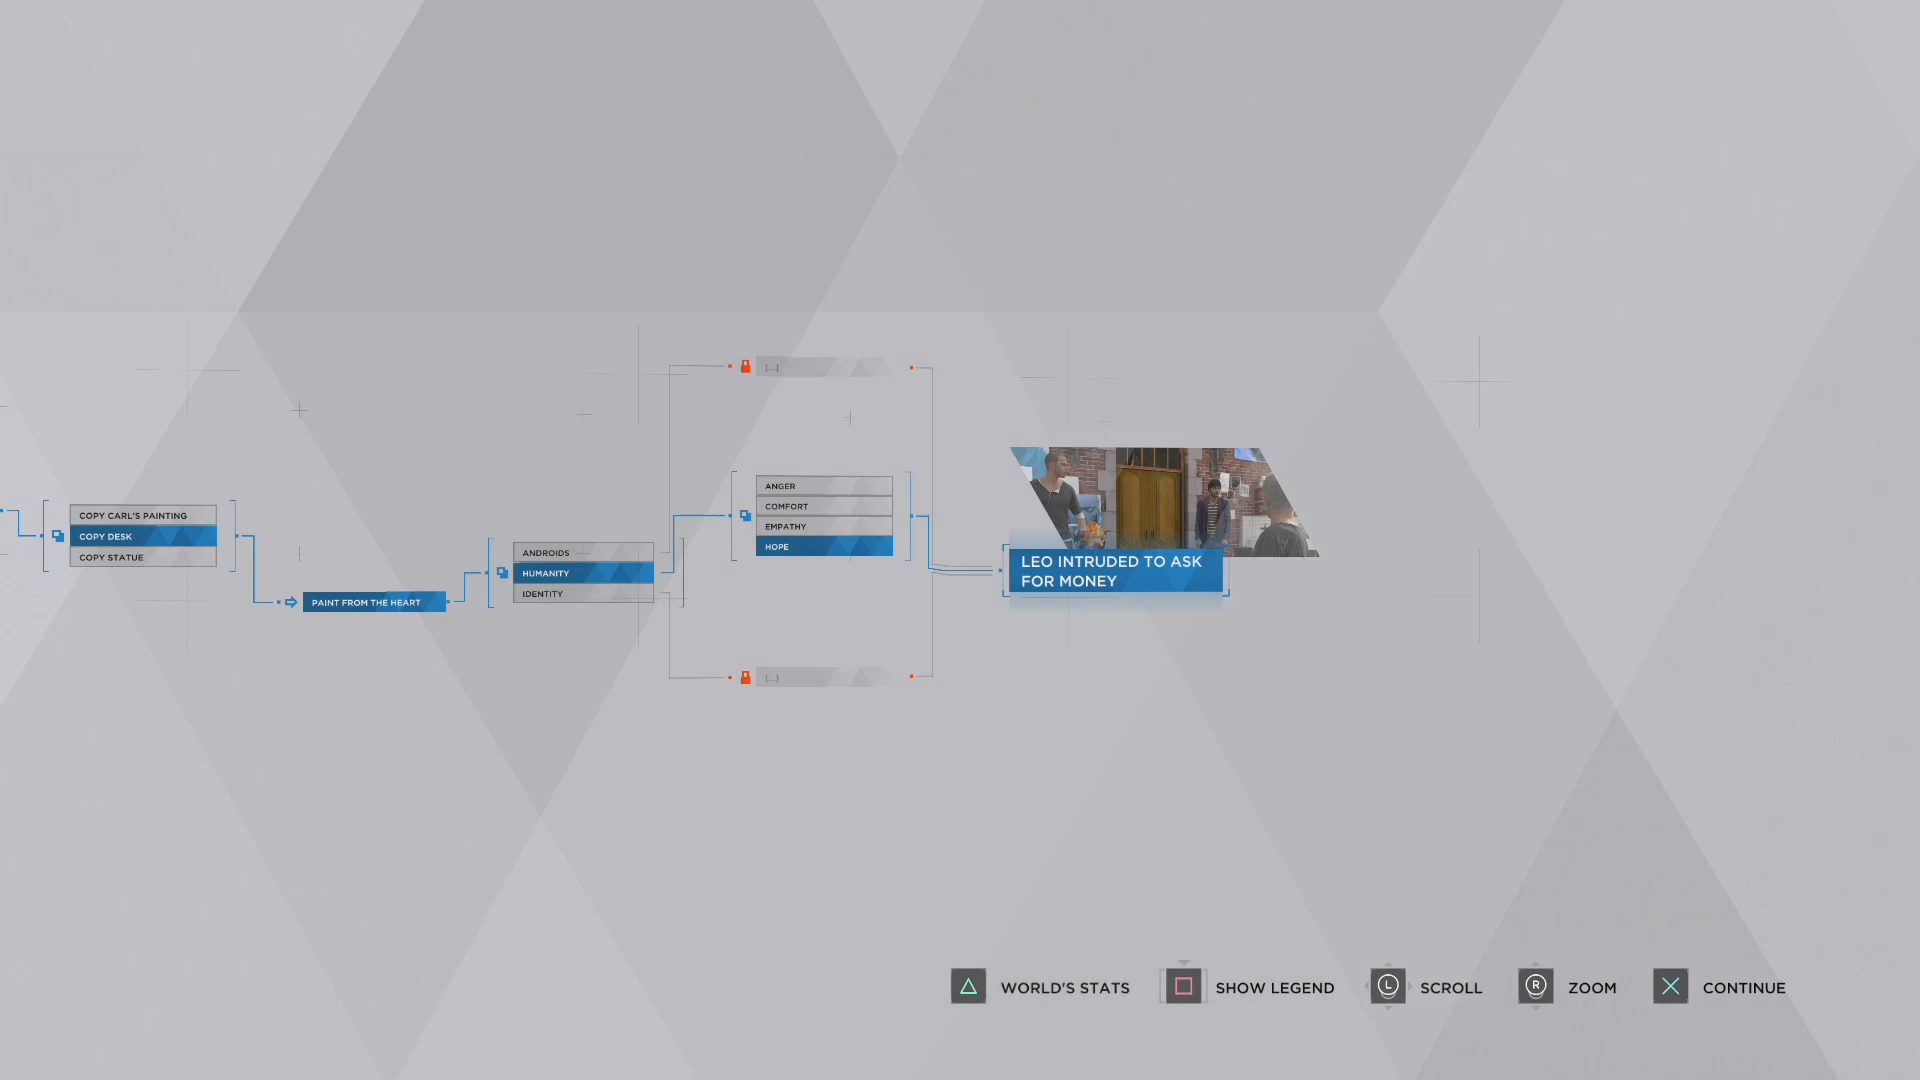 [...]
ANGER
COMFORT
EMPATHY
HOPE
COPY CARL'S PAINTING
COPY DESK
COPY STATUE
PAINT FROM THE HEART
ANDROIDS
HUMANITY
IDENTITY
[...]
LEO INTRUDED TO ASK
FOR MONEY
WORLD'S STATS
SHOW LEGEND
L
SCROLL
R
ZOOM
CONTINUE